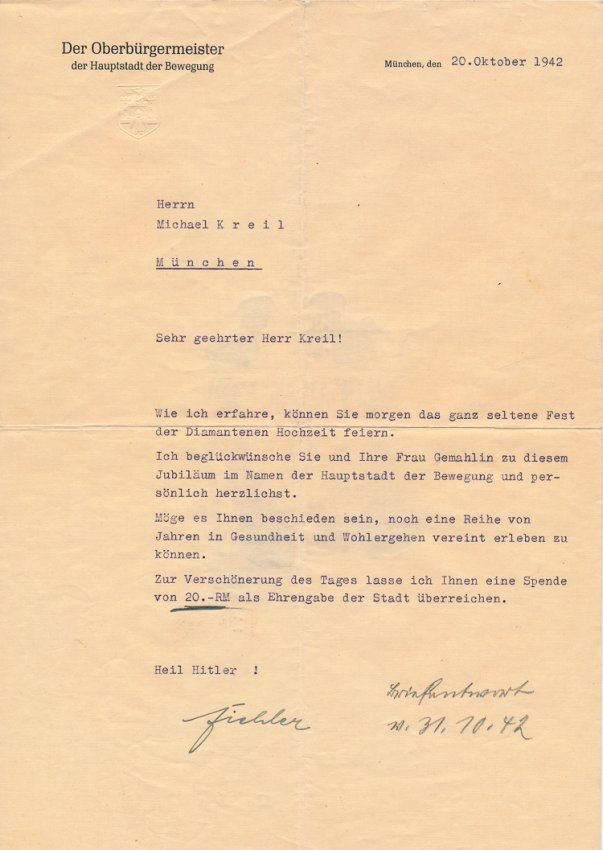 Der Oberbürgermeister
der Hauptstadt der Bewegung
München, den 20.Oktober 1942
Herrn
Michael K r e i l
M ü n c h e n
Sehr geehrter Herr Kreil!
Wie ich erfahre, können Sie morgen das ganz seltene Fest
der Diamantenen Hochzeit feiern.
Ich beglückwünsche Sie und Ihre Frau Gemahlin zu diesem
Jubiläum im Namen der Hauptstadt der Bewegung und per-
sönlich herzlichst.
Möge es Ihnen beschieden sein, noch eine Reihe von
Jahren in Gesundheit und Wohlergehen vereint erleben zu
können.
Zur Verschönerung des Tages lasse ich Ihnen eine Spende
von 20.-RM als Ehrengabe der Stadt überreichen.
Heil Hitler !
Fiehler
Briefantwort
v. 31.10.42